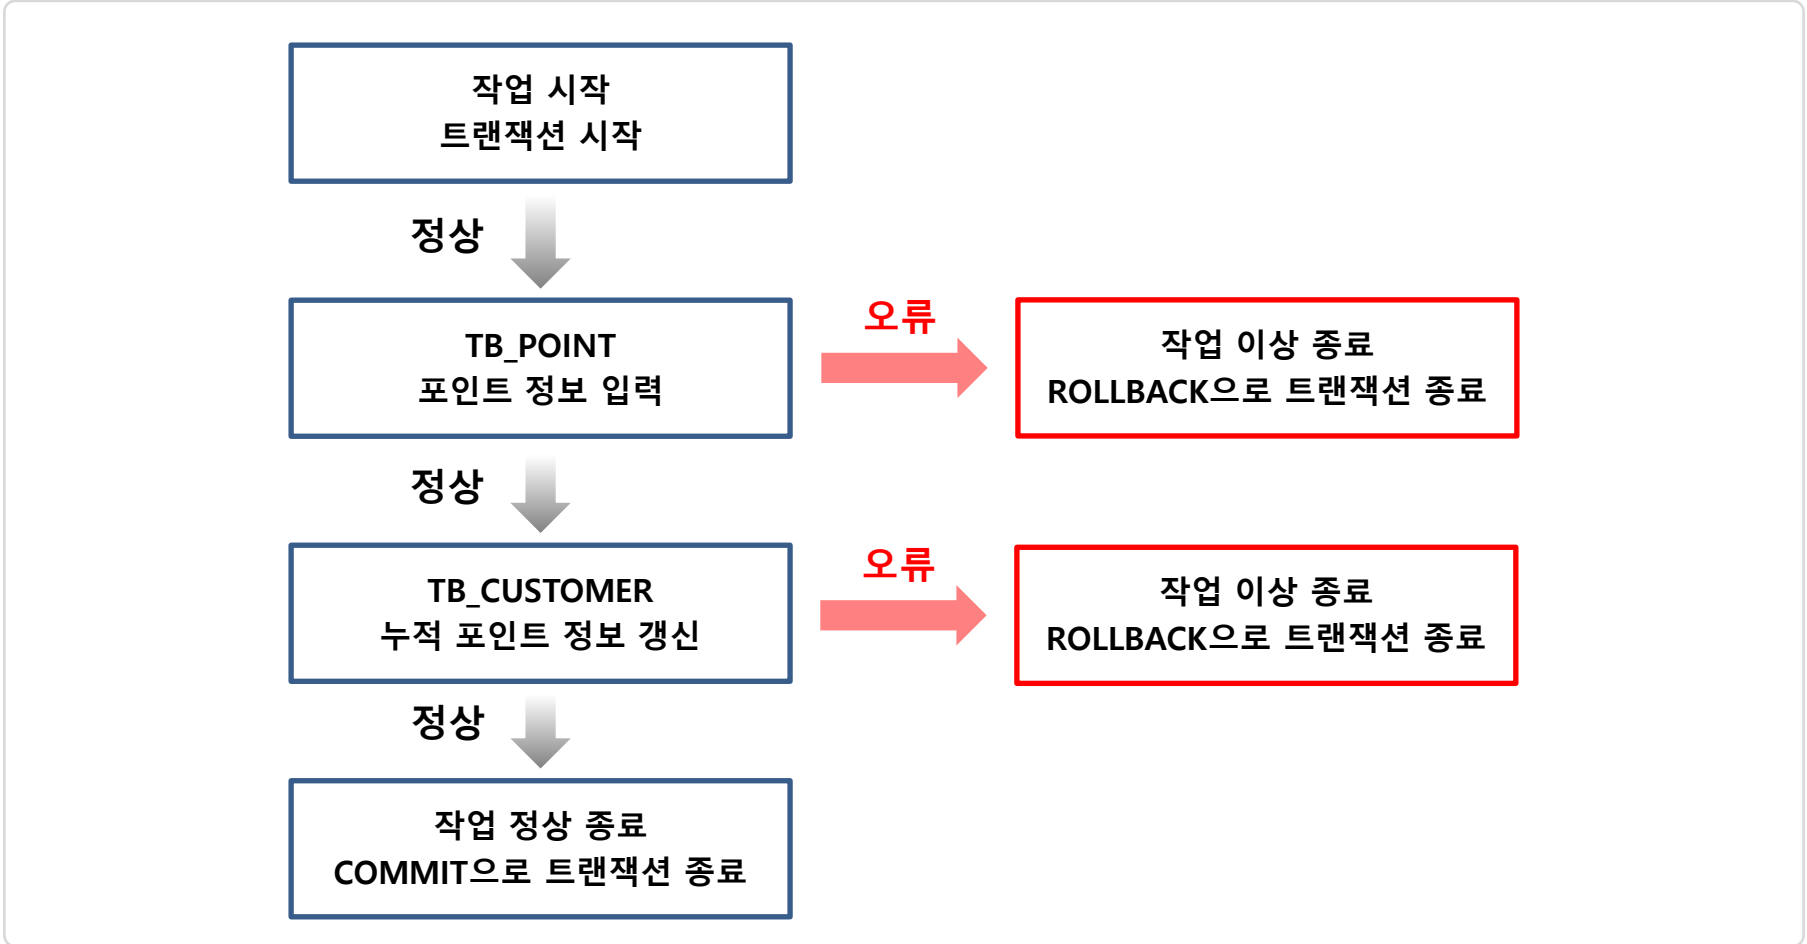 작업 시작
트랜잭션 시작
정상
TB_POINT
포인트 정보 입력
오류
작업 이상 종료
ROLLBACK으로 트랜잭션 종료
정상
TB_CUSTOMER
누적 포인트 정보 갱신
오류
작업 이상 종료
ROLLBACK으로 트랜잭션 종료
정상
작업 정상 종료
COMMIT으로 트랜잭션 종료